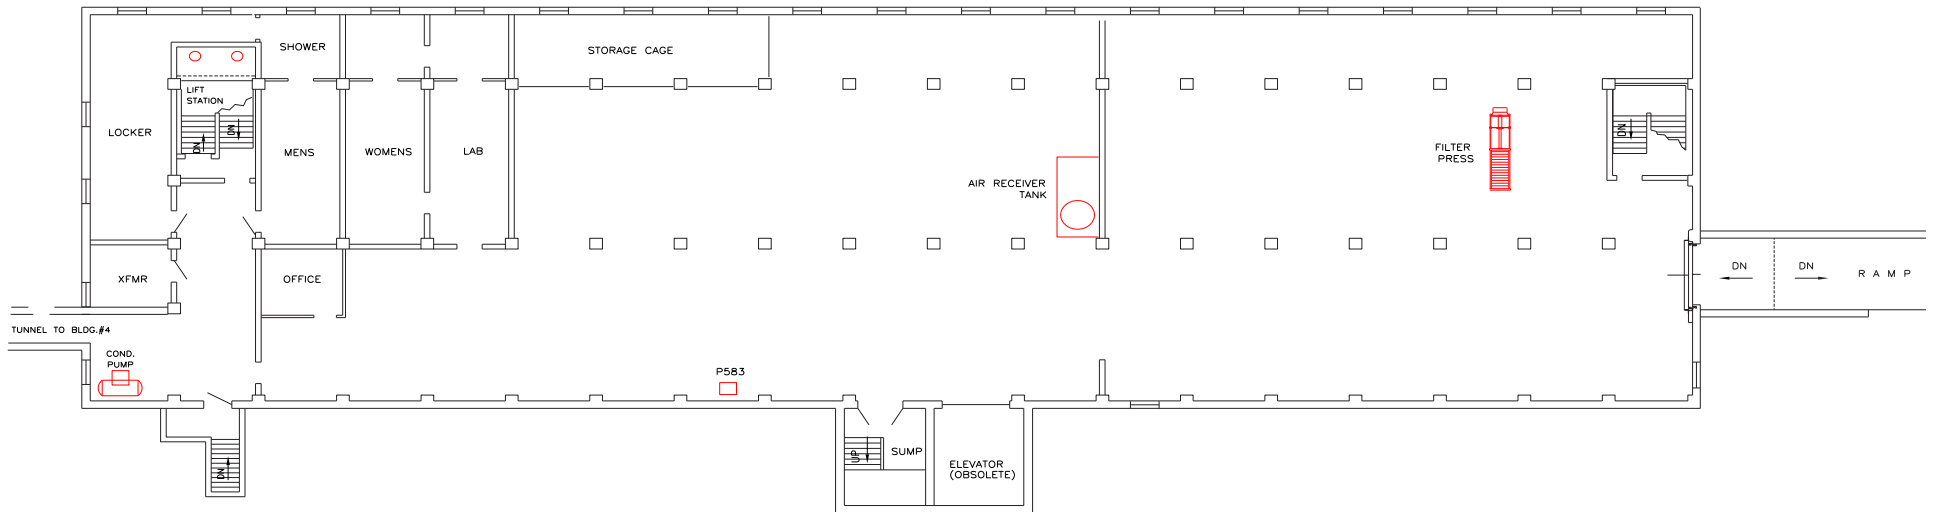 SHOWER
STORAGE CAGE
LIFT
STATION
LOCKER
DN
DN
MENS
WOMENS
LAB
FILTER
PRESS
DN
AIR RECEIVER
TANK
XFMR
OFFICE
DN
DN
RAMP
TUNNEL TO BLDG.#4
COND.
PUMP
P583
DN
UP
SUMP
ELEVATOR
(OBSOLETE)